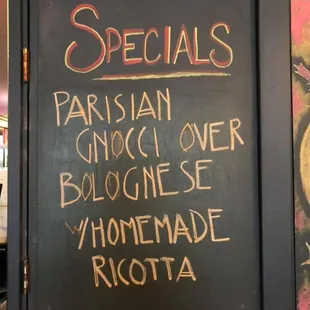 SPECIALS
PARISIAN
GNOCCI OVER
BOLOGNESE
W/HOMEMADE
RICOTTA